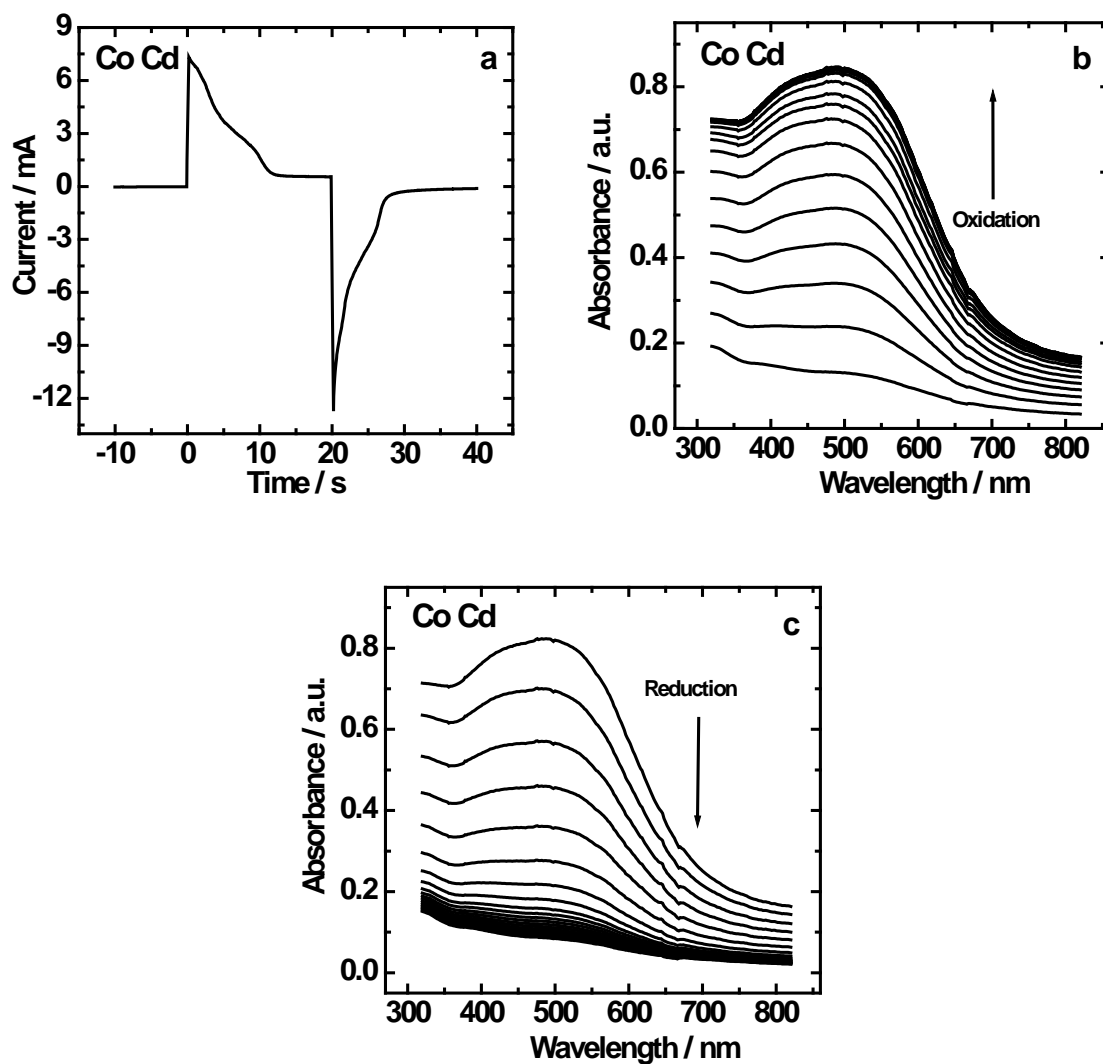 Co Cd
a
9
6
3
0
-3
-6
-9
-12
Current / mA
-10 0 10 20 30 40
Time / s
Co Cd
b
0.8
0.6
0.4
0.2
0.0
Absorbance / a.u.
Oxidation
300 400 500 600 700 800
Wavelength / nm
Co Cd
c
0.8
0.6
0.4
0.2
0.0
Absorbance / a.u.
Reduction
300 400 500 600 700 800
Wavelength / nm